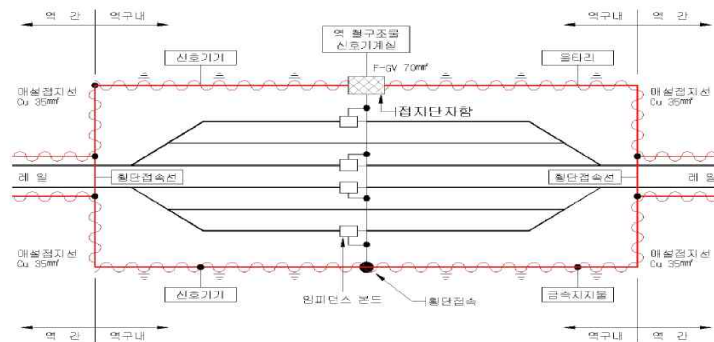 역 간
역구내
역 철구조물
신호기계실
역구내
역 간
신호기기
F-GV 70㎟
울타리
매설접지선
Cu 35㎟
매설접지선
Cu 35㎟
접지단자함
레 일
횡단접속선
횡단접속선
레 일
매설접지선
Cu 35㎟
매설접지선
Cu 35㎟
신호기기
임피던스 본드
횡단접속
금속지지물
역 간
역구내
역구내
역 간